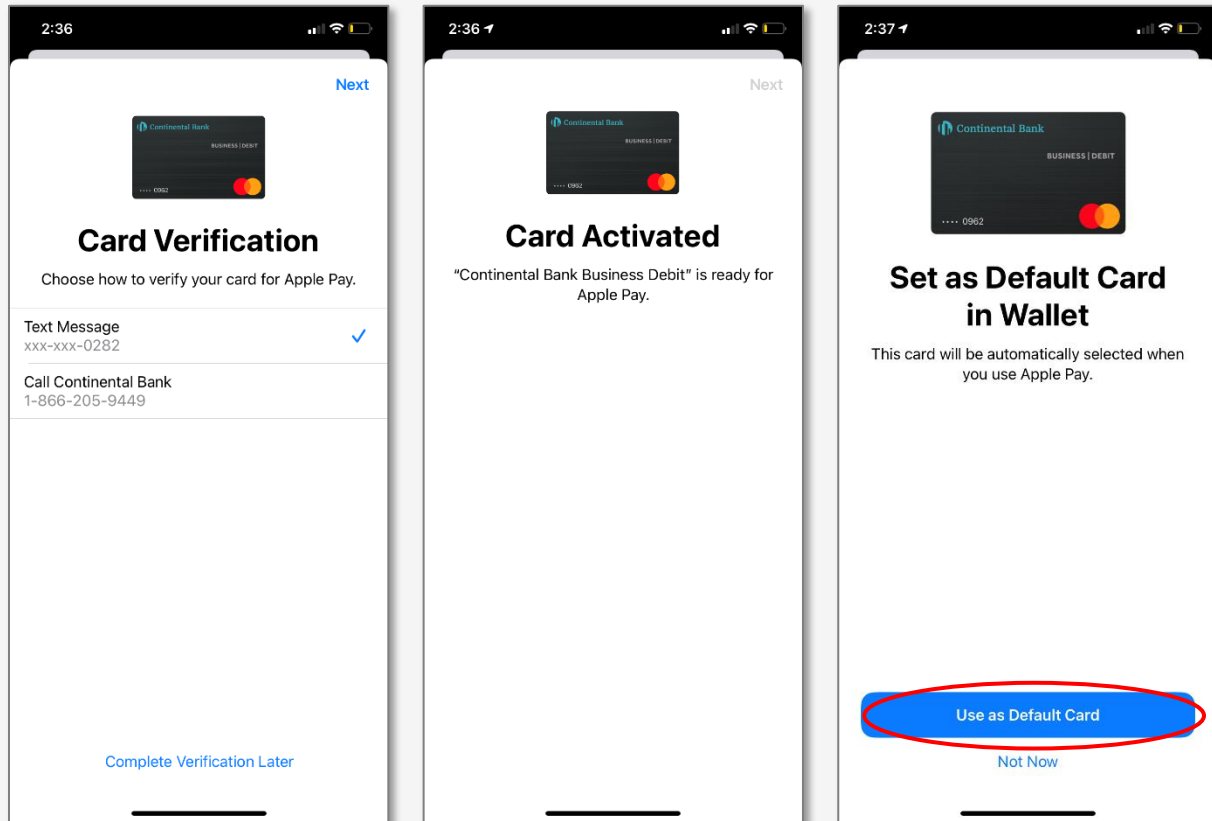 2:36
Next
Continental Bank
BUSINESS | DEBIT
•••• 0962
Card Verification
Choose how to verify your card for Apple Pay.
Text Message
xxx-xxx-0282
Call Continental Bank
1-866-205-9449
Complete Verification Later
2:36
Next
Continental Bank
BUSINESS | DEBIT
•••• 0962
Card Activated
“Continental Bank Business Debit” is ready for
Apple Pay.
2:37
Continental Bank
BUSINESS | DEBIT
•••• 0962
Set as Default Card
in Wallet
This card will be automatically selected when
you use Apple Pay.
Use as Default Card
Not Now